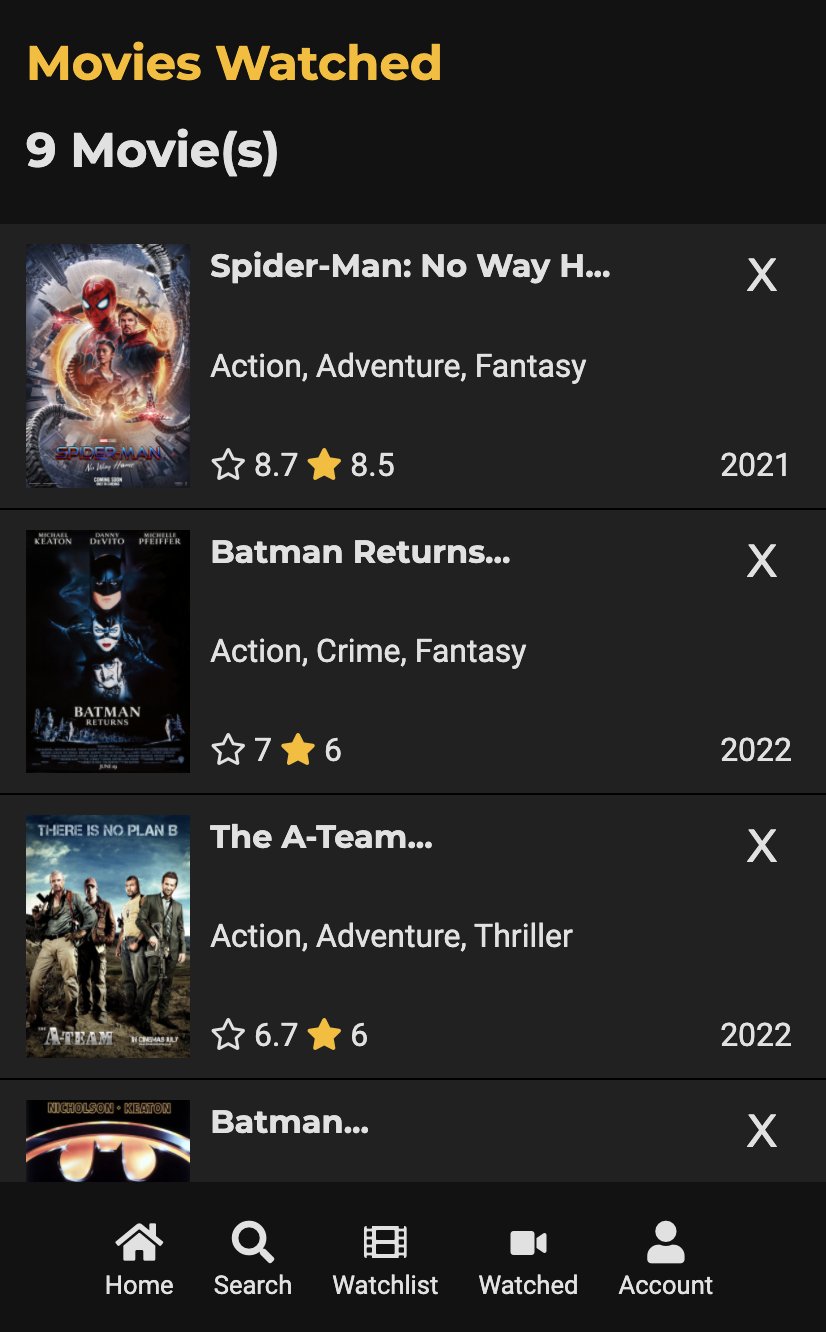 Movies Watched
9 Movie(s)
Spider-Man: No Way H...
X
Action, Adventure, Fantasy
8.7 8.5
2021
SPIDER-MAN
No Way Home
COMING SOON
MICHAEL KEATON DANNY DEVITO MICHELLE PFEIFFER
BATMAN
RETURNS
Batman Returns...
X
Action, Crime, Fantasy
7 6
2022
THERE IS NO PLAN B
THE A-TEAM
IN CINEMAS JULY
The A-Team...
X
Action, Adventure, Thriller
6.7 6
2022
NICHOLSON · KEATON
Batman...
X
Home Search Watchlist Watched Account